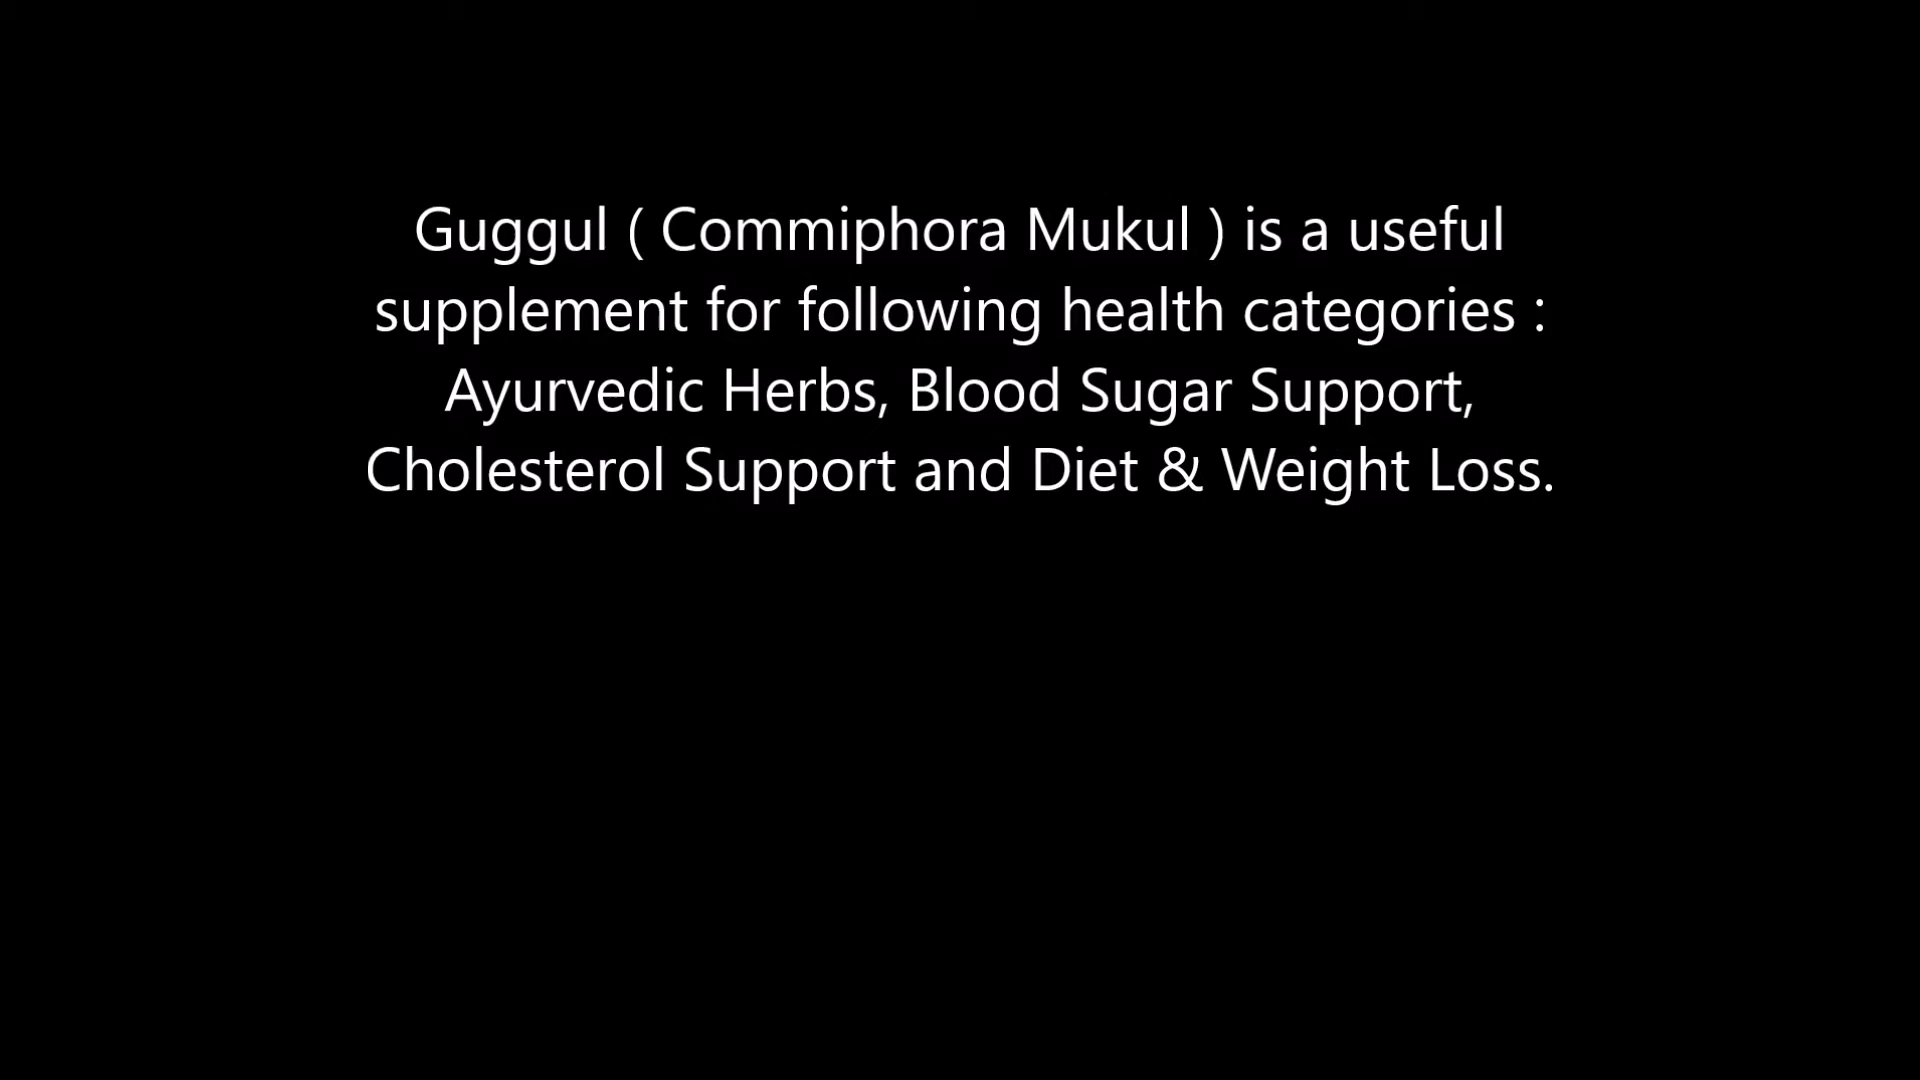 Guggul ( Commiphora Mukul ) is a useful
supplement for following health categories :
Ayurvedic Herbs, Blood Sugar Support,
Cholesterol Support and Diet & Weight Loss.